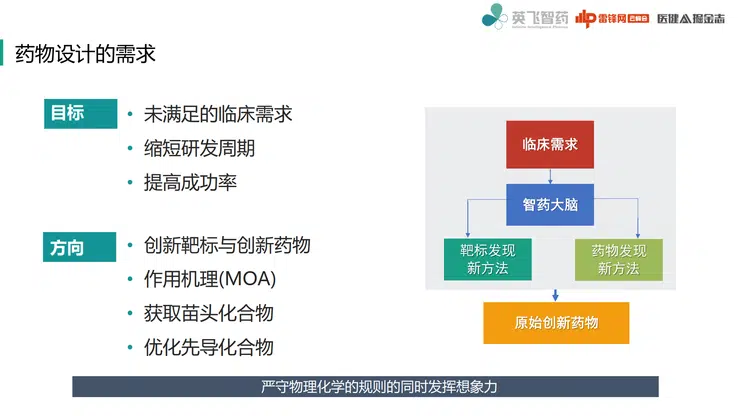 英飞智药
雷锋网
医健AI掘金志
药物设计的需求
目标
• 未满足的临床需求
• 缩短研发周期
• 提高成功率
方向
• 创新靶标与创新药物
• 作用机理(MOA)
• 获取苗头化合物
• 优化先导化合物
临床需求
智药大脑
靶标发现
新方法
药物发现
新方法
原始创新药物
严守物理化学的规则的同时发挥想象力